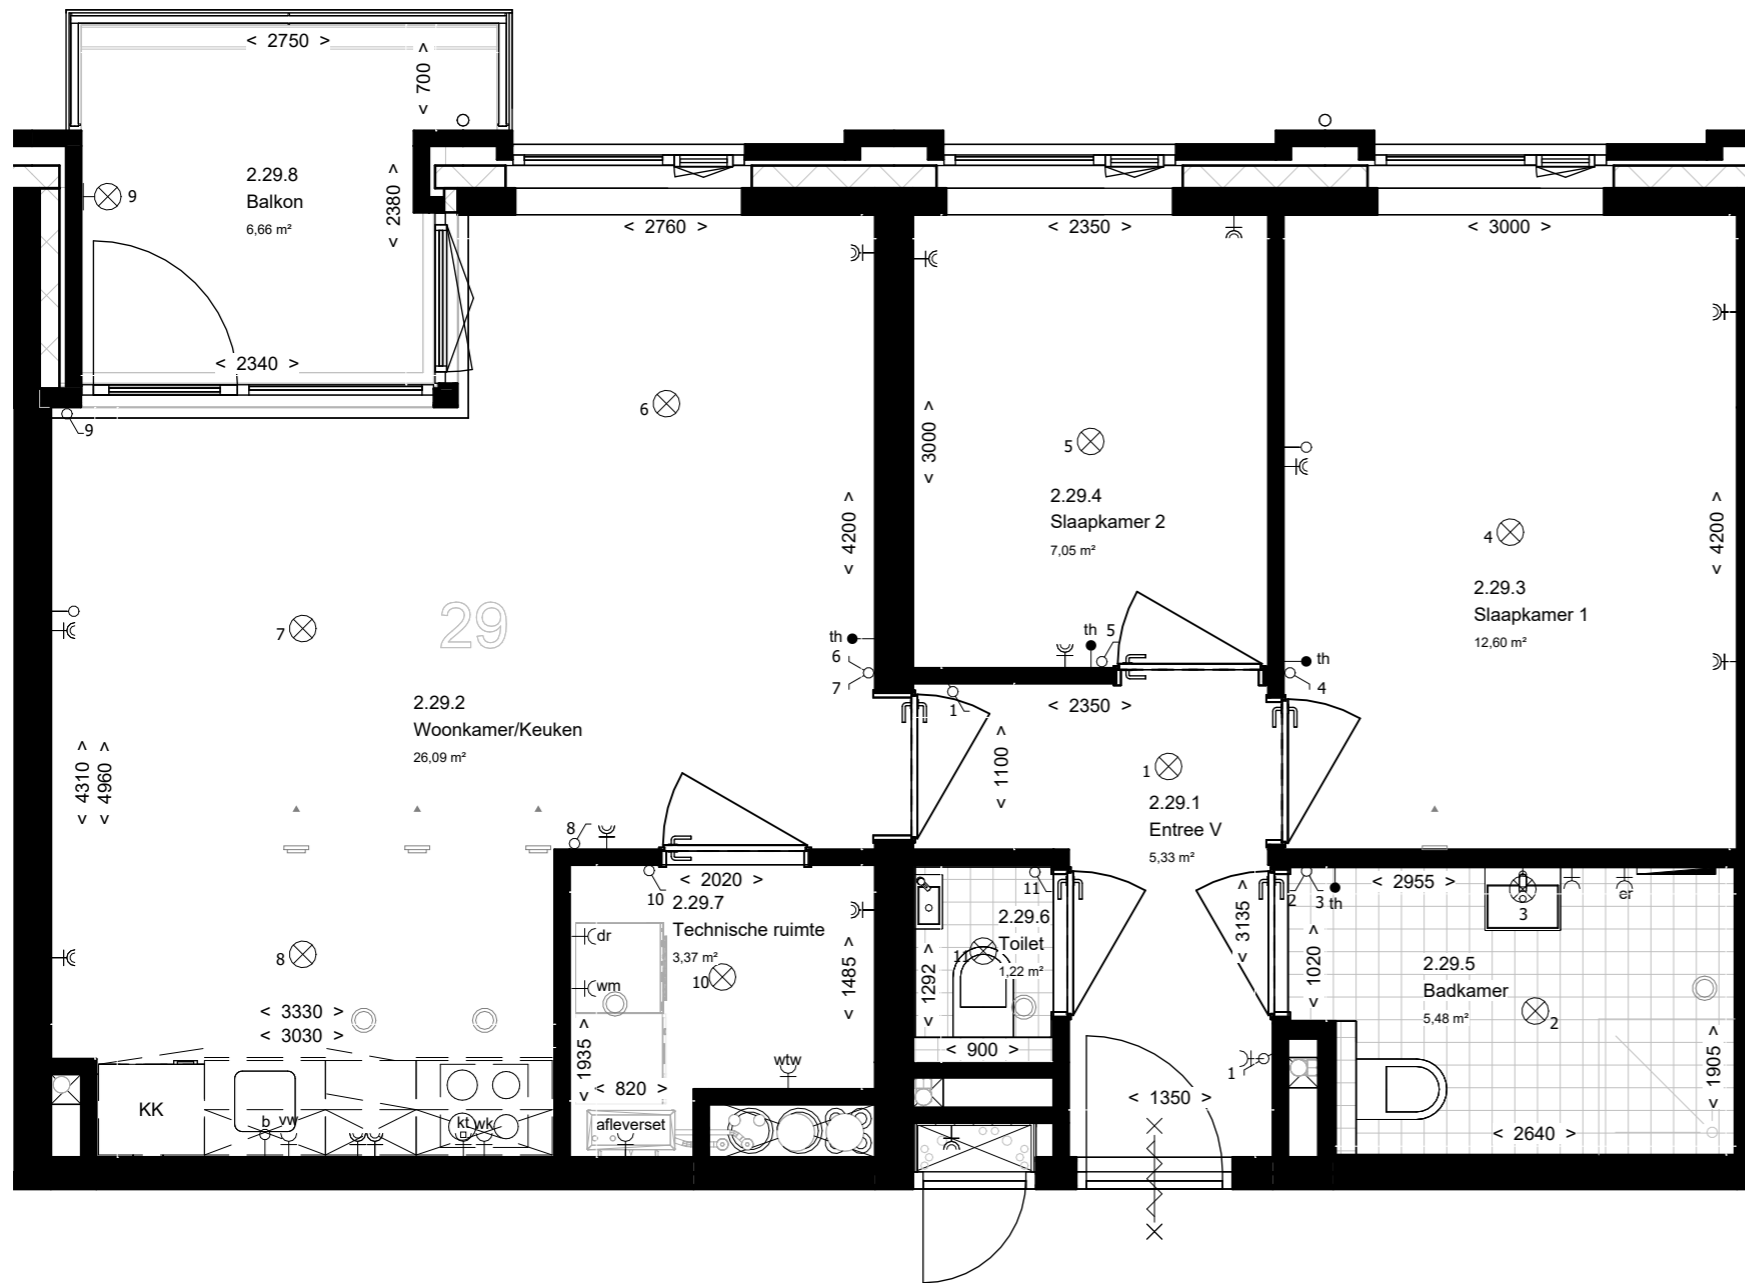 < 2750 >
< 700 >
2.29.8
Balkon
6,66 m²
9
< 2380 >
< 2340 >
9
< 2760 >
< 2350 >
< 3000 >
6
5
< 3000 >
2.29.4
Slaapkamer 2
7,05 m²
4
< 4200 >
< 4200 >
2.29.3
Slaapkamer 1
12,60 m²
7
29
th
6
7
th 5
th
4
2.29.2
Woonkamer/Keuken
26,09 m²
1
< 2350 >
< 4310 >
< 4960 >
< 1100 >
1
2.29.1
Entree V
5,33 m²
8
10
< 2020 >
2.29.7
Technische ruimte
3,37 m²
10
dr
wm
< 1485 >
8
11
2.29.6
Toilet
1,22 m²
11
< 1292 >
< 900 >
< 3135 >
2
3
th
< 2955 >
er
3
< 1020 >
2.29.5
Badkamer
5,48 m²
2
< 1905 >
< 3330 >
< 3030 >
< 1935 >
wtw
< 820 >
1
< 1350 >
KK
b
vw
kt
wk
afleverset
< 2640 >